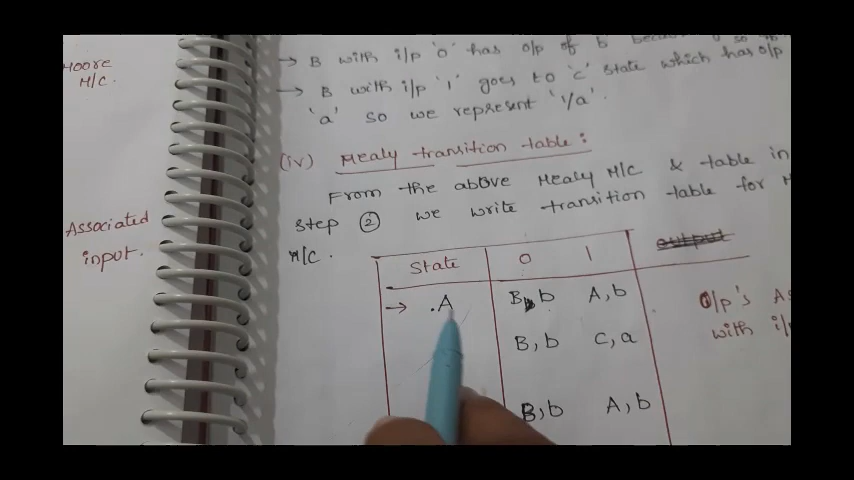 Moore
M/C.
→ B with i/p '0' has o/p of b
→ B with i/p '1' goes to 'c' state which has o/p
'a' so we represent '1/a'.
(iv) Mealy transition table:
From the above Mealy M/C & table in
step ② we write transition table for
M/C.
Associated
input.
State 0 1 output
→ .A B, b A, b
B, b C, a
B, b A, b
O/p's As
with i/